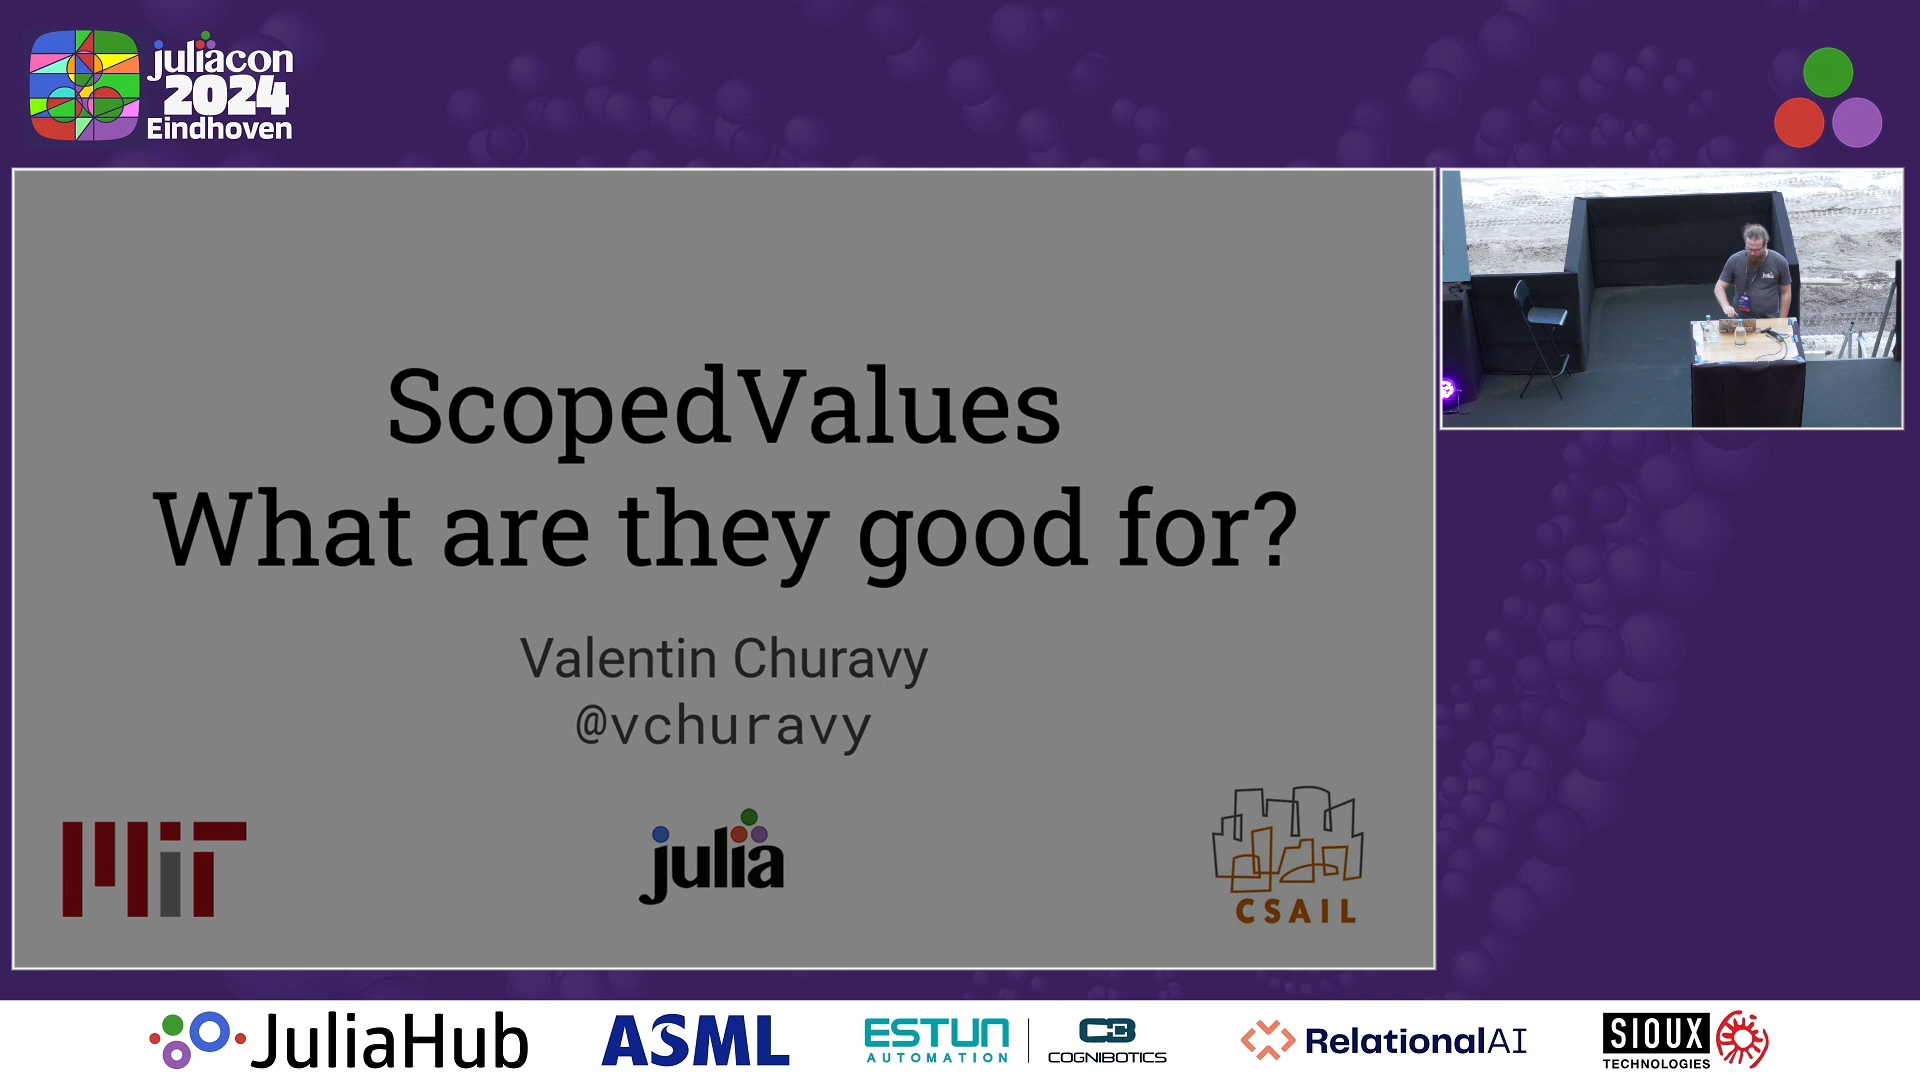 juliacon
2024
Eindhoven
ScopedValues
What are they good for?
Valentin Churavy
@vchuravy
MIT
julia
CSAIL
JuliaHub
ASML
ESTUN
AUTOMATION
COGNIBOTICS
RelationalAI
SIOUX
TECHNOLOGIES